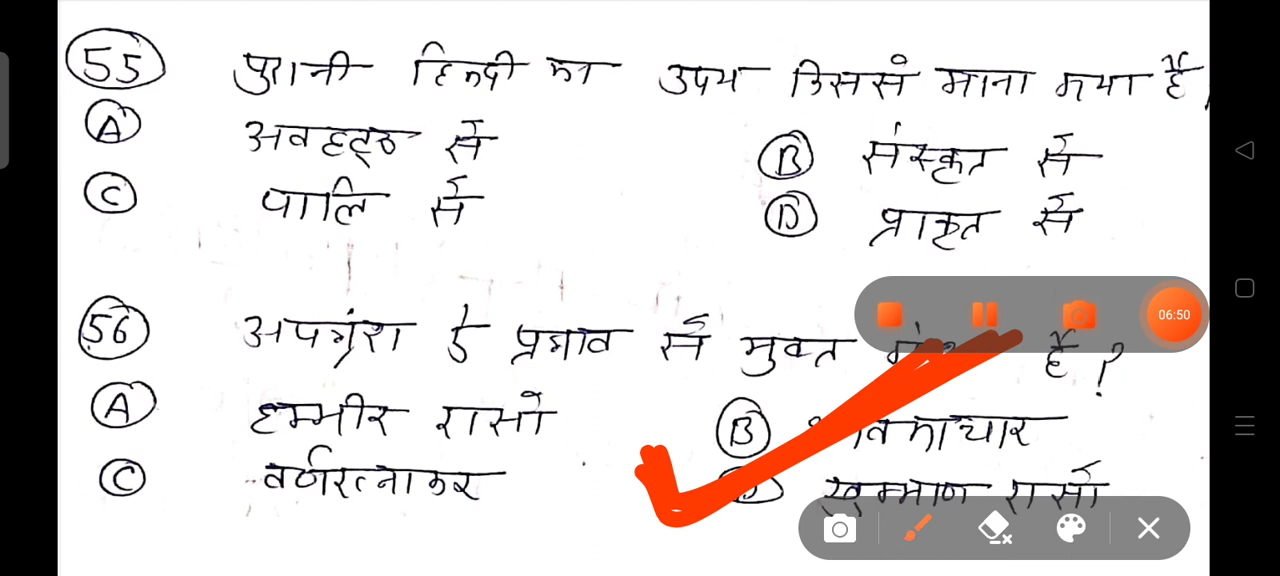 55 पुरानी हिन्दी का उदय किससे माना गया है,
A अवहट्ठ से B संस्कृत से
C पालि से D प्राकृत से
56 अपभ्रंश के प्रभाव से मुक्त है ?
A हम्मीर रासो B
C वर्णरत्नाकर D खुम्माण रासो
06:50